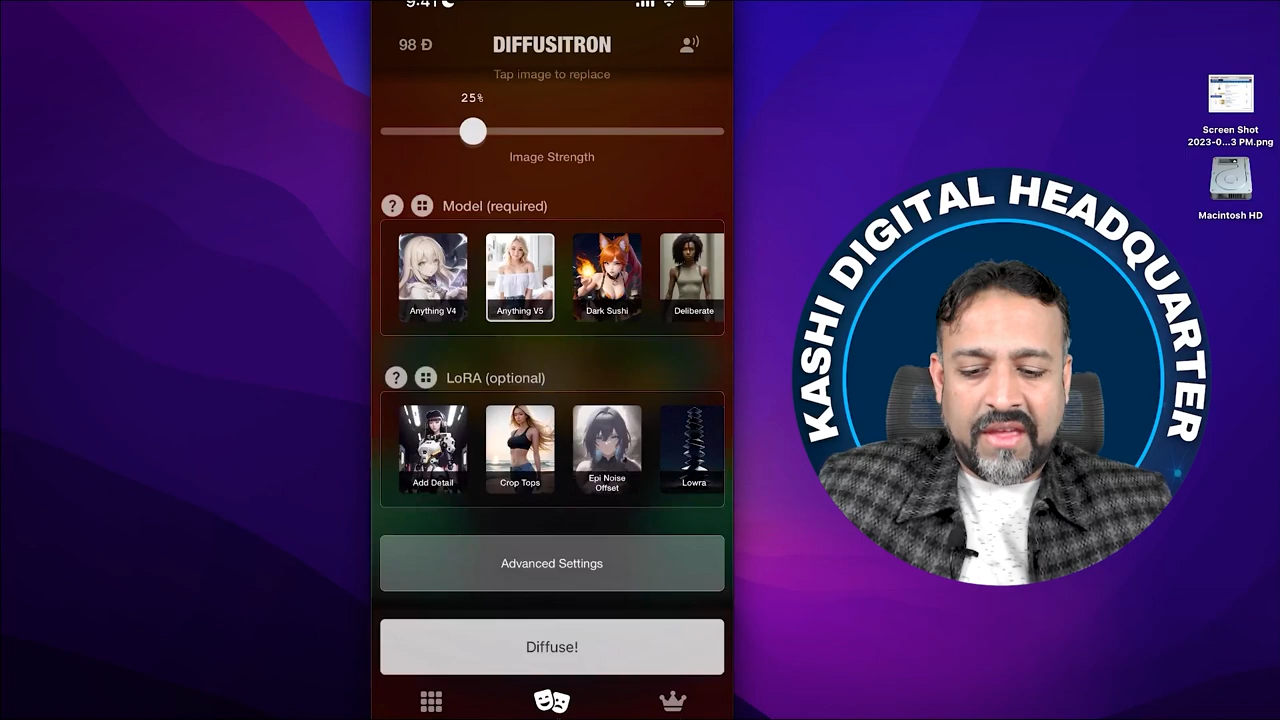 9:41
98 Đ
DIFFUSITRON
Tap image to replace
25%
Image Strength
? Model (required)
Anything V4
Anything V5
Dark Sushi
Deliberate
? LoRA (optional)
Add Detail
Crop Tops
Epi Noise
Offset
Lowra
Advanced Settings
Diffuse!
KASHI DIGITAL HEADQUARTER
Screen Shot
2023-0...3 PM.png
Macintosh HD